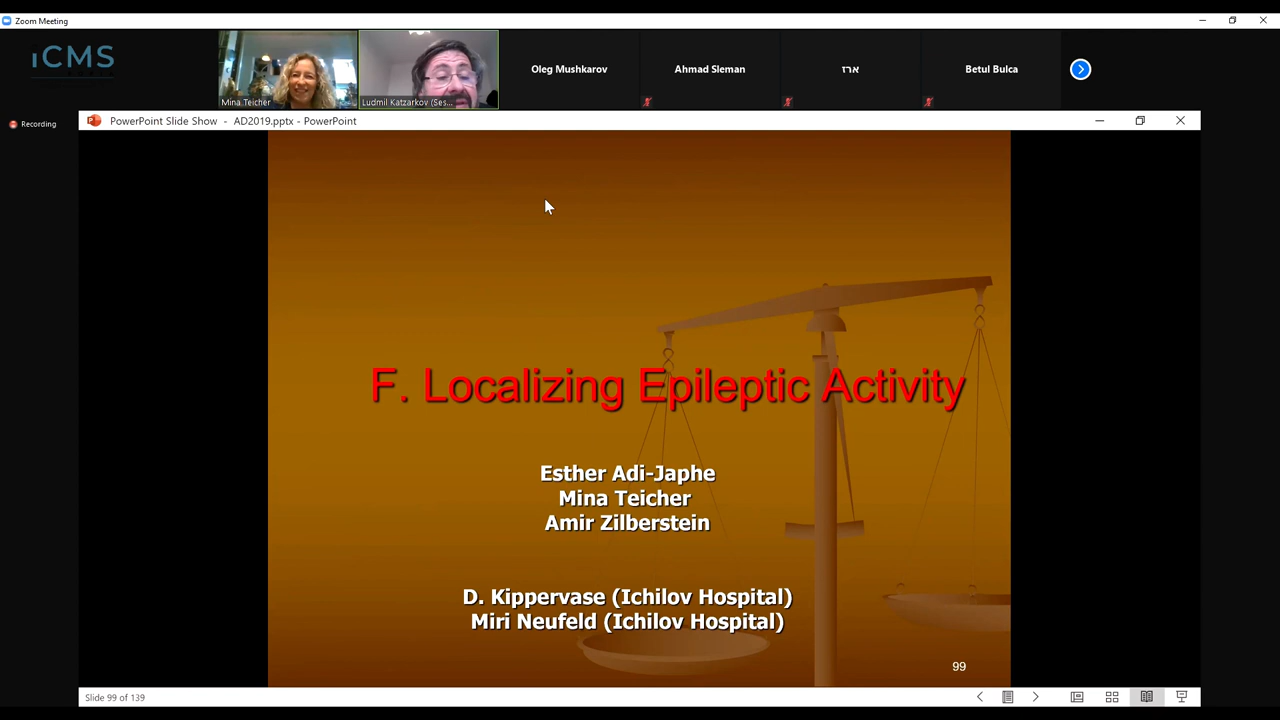 Zoom Meeting
iCMS
Mina Teicher
Ludmil Katzarkov (Ses...
Oleg Mushkarov
Ahmad Sleman
ארז
Betul Bulca
Recording
PowerPoint Slide Show - AD2019.pptx - PowerPoint
F. Localizing Epileptic Activity
Esther Adi-Japhe
Mina Teicher
Amir Zilberstein
D. Kippervase (Ichilov Hospital)
Miri Neufeld (Ichilov Hospital)
99
Slide 99 of 139